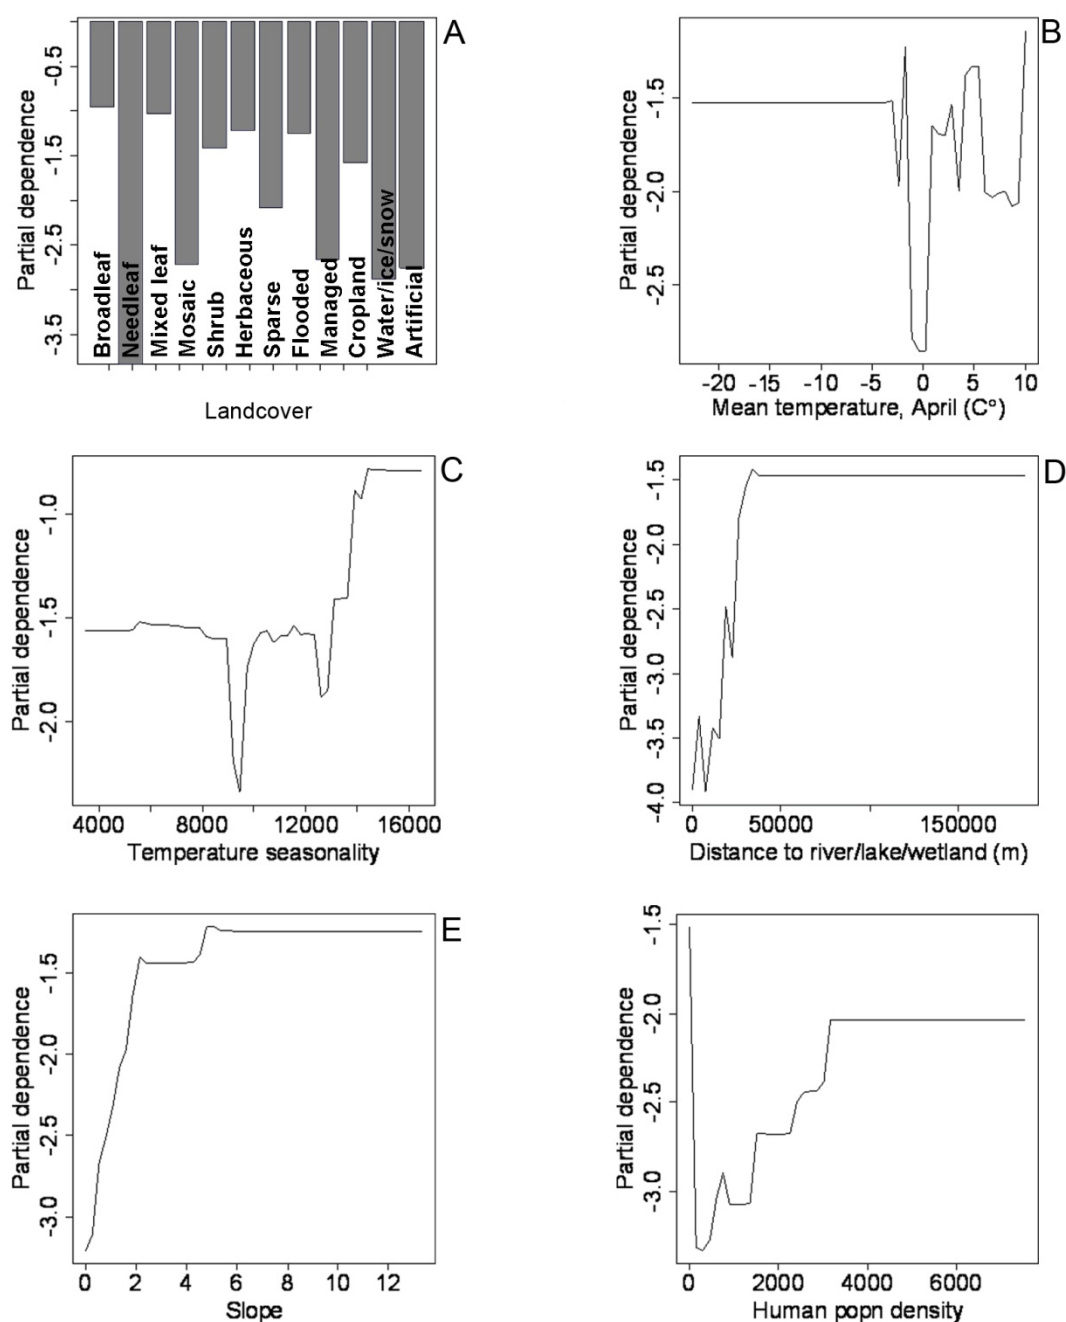 A
Partial dependence
-0.5
-1.5
-2.5
-3.5
Broadleaf
Needleaf
Mixed leaf
Mosaic
Shrub
Herbaceous
Sparse
Flooded
Managed
Cropland
Water/ice/snow
Artificial
Landcover
B
Partial dependence
-1.5
-2.0
-2.5
-20 -15 -10 -5 0 5 10
Mean temperature, April (C°)
C
Partial dependence
-1.0
-1.5
-2.0
4000 8000 12000 16000
Temperature seasonality
D
Partial dependence
-1.5
-2.0
-2.5
-3.0
-3.5
-4.0
0 50000 150000
Distance to river/lake/wetland (m)
E
Partial dependence
-1.5
-2.0
-2.5
-3.0
0 2 4 6 8 10 12
Slope
Partial dependence
-1.5
-2.0
-2.5
-3.0
0 2000 4000 6000
Human popn density